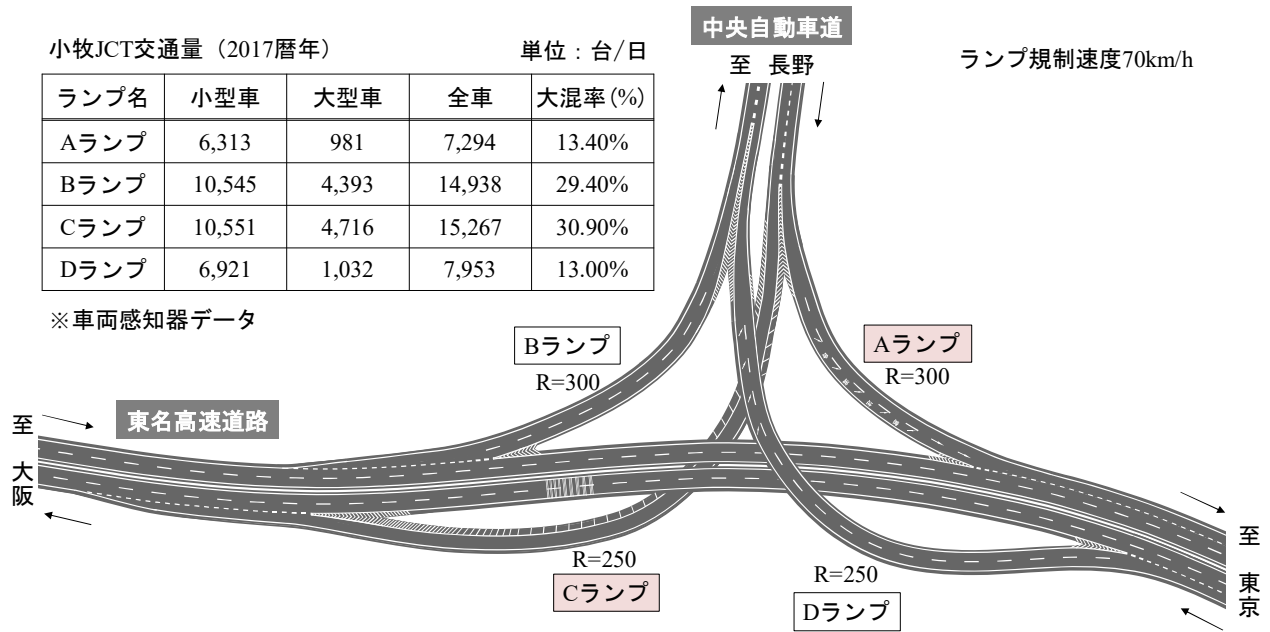 中央自動車道
至 長野
ランプ規制速度70km/h
小牧JCT交通量（2017暦年） 単位：台/日
ランプ名 小型車 大型車 全車 大混率(%)
Aランプ 6,313 981 7,294 13.40%
Bランプ 10,545 4,393 14,938 29.40%
Cランプ 10,551 4,716 15,267 30.90%
Dランプ 6,921 1,032 7,953 13.00%
※車両感知器データ
Bランプ
R=300
Aランプ
R=300
東名高速道路
至 大阪
R=250
Cランプ
R=250
Dランプ
至 東京